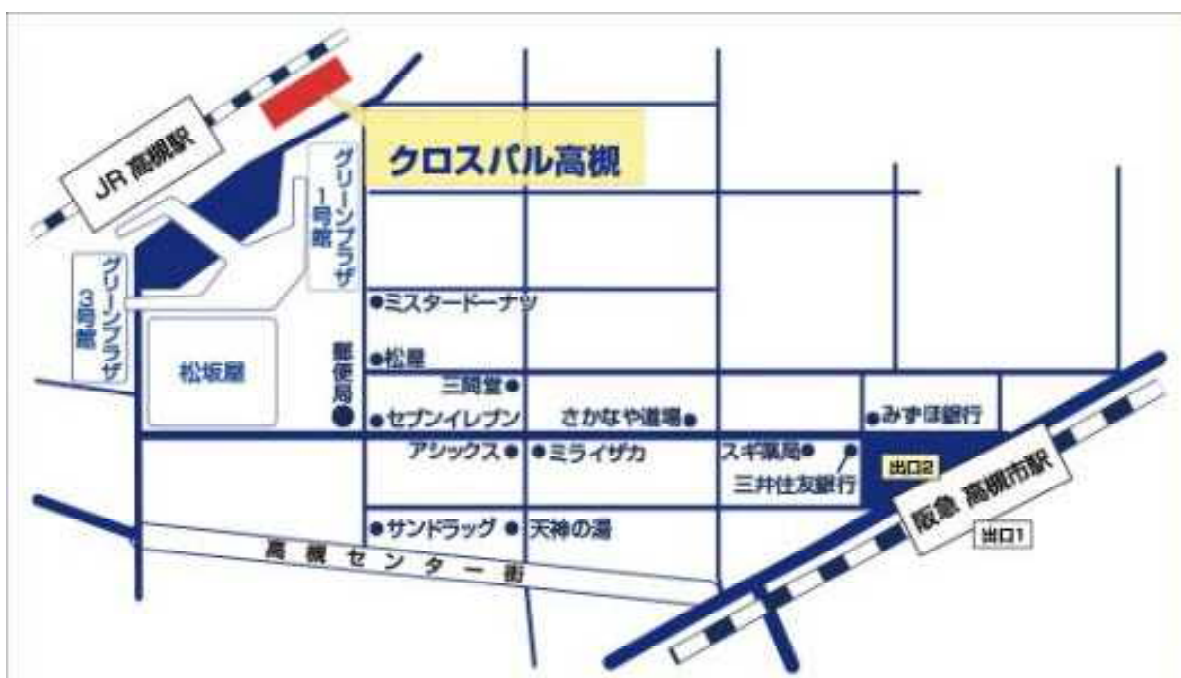 JR 高槻駅
クロスパル高槻
グリーンプラザ
1号館
グリーンプラザ
3号館
松坂屋
郵便局
ミスタードーナツ
松屋
三間堂
セブンイレブン
さかなや道場
みずほ銀行
アシックス
ミライザカ
スギ薬局
三井住友銀行
出口2
阪急 高槻市駅
出口1
サンドラッグ
天神の湯
高槻センター街